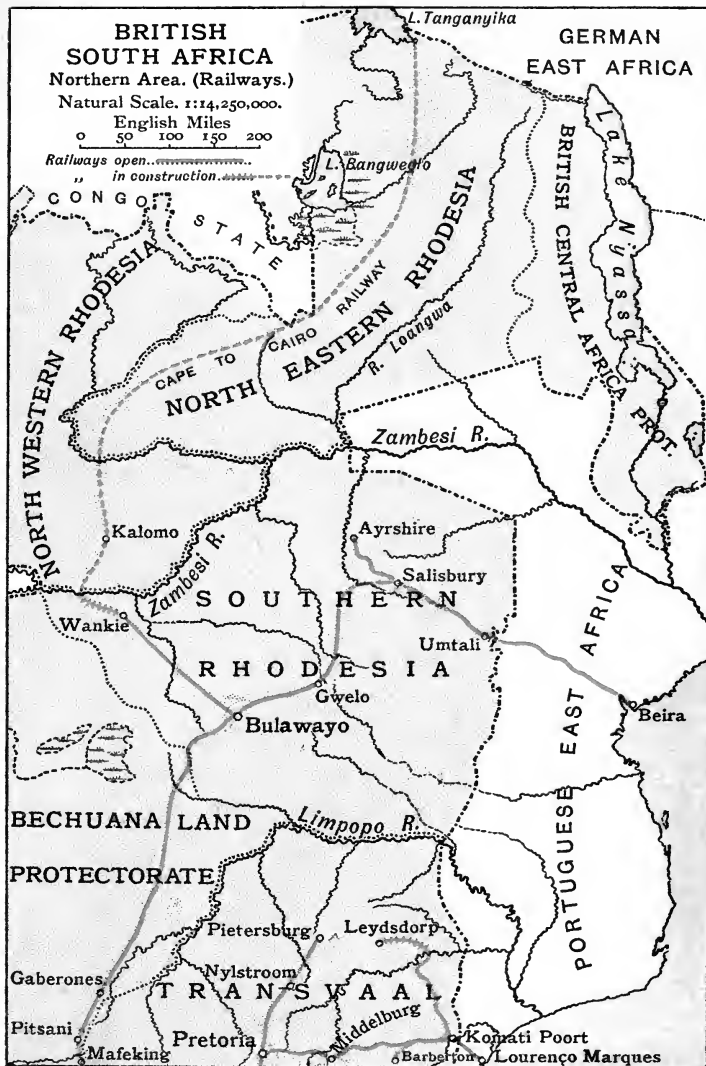 BRITISH
SOUTH AFRICA
Northern Area. (Railways.)
Natural Scale. 1:14,250,000.
English Miles
0 50 100 150 200
Railways open
„ in construction
L. Tanganyika
GERMAN
EAST AFRICA
Lake Nyassa
L. Bangweolo
CONGO STATE
BRITISH CENTRAL AFRICA PROT.
NORTH WESTERN RHODESIA
CAPE TO CAIRO RAILWAY
NORTH EASTERN RHODESIA
R. Loangwa
Zambesi R.
Kalomo
Ayrshire
Zambesi R.
Salisbury
SOUTHERN
Wankie
Umtali
RHODESIA
Gwelo
Beira
Bulawayo
PORTUGUESE EAST AFRICA
BECHUANA LAND
Limpopo R.
PROTECTORATE
Pietersburg
Leydsdorp
Gaberones
Nylstroom
TRANSVAAL
Pitsani
Pretoria
Middelburg
Komati Poort
Mafeking
Barberton
Lourenço Marques